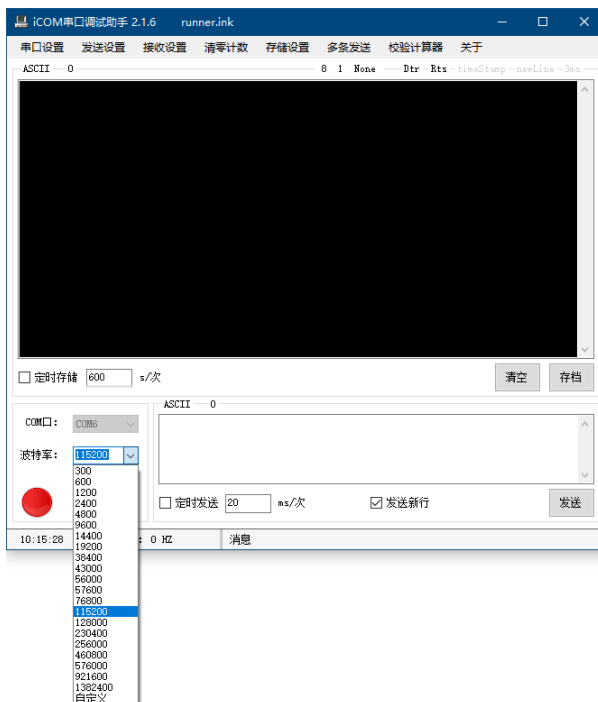 iCOM串口调试助手 2.1.6 runner.ink
串口设置 发送设置 接收设置 清零计数 存储设置 多条发送 校验计算器 关于
ASCII 0 8 1 None Dtr Rts timeStamp newLine 3ms
定时存储 600 s/次 清空 存档
ASCII 0
COM口: COM6
波特率: 115200
300
600
1200
2400
4800
9600
14400
19200
38400
43000
56000
57600
76800
115200
128000
230400
256000
460800
576000
921600
1382400
自定义
定时发送 20 ms/次 发送新行 发送
10:15:28 : 0 HZ 消息